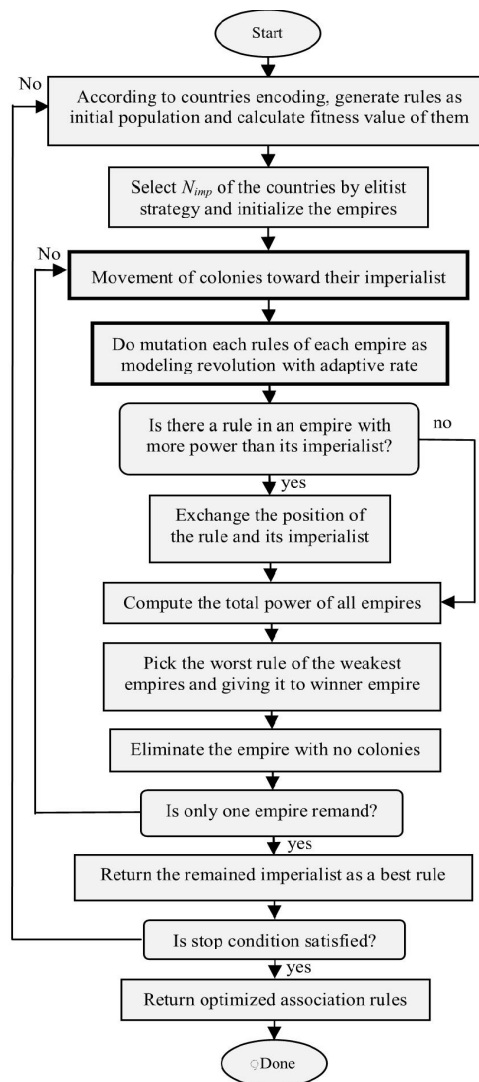 Start
No
According to countries encoding, generate rules as
initial population and calculate fitness value of them
Select N_imp of the countries by elitist
strategy and initialize the empires
No
Movement of colonies toward their imperialist
Do mutation each rules of each empire as
modeling revolution with adaptive rate
Is there a rule in an empire with
more power than its imperialist?
no
yes
Exchange the position of
the rule and its imperialist
Compute the total power of all empires
Pick the worst rule of the weakest
empires and giving it to winner empire
Eliminate the empire with no colonies
Is only one empire remand?
yes
Return the remained imperialist as a best rule
Is stop condition satisfied?
yes
Return optimized association rules
Done